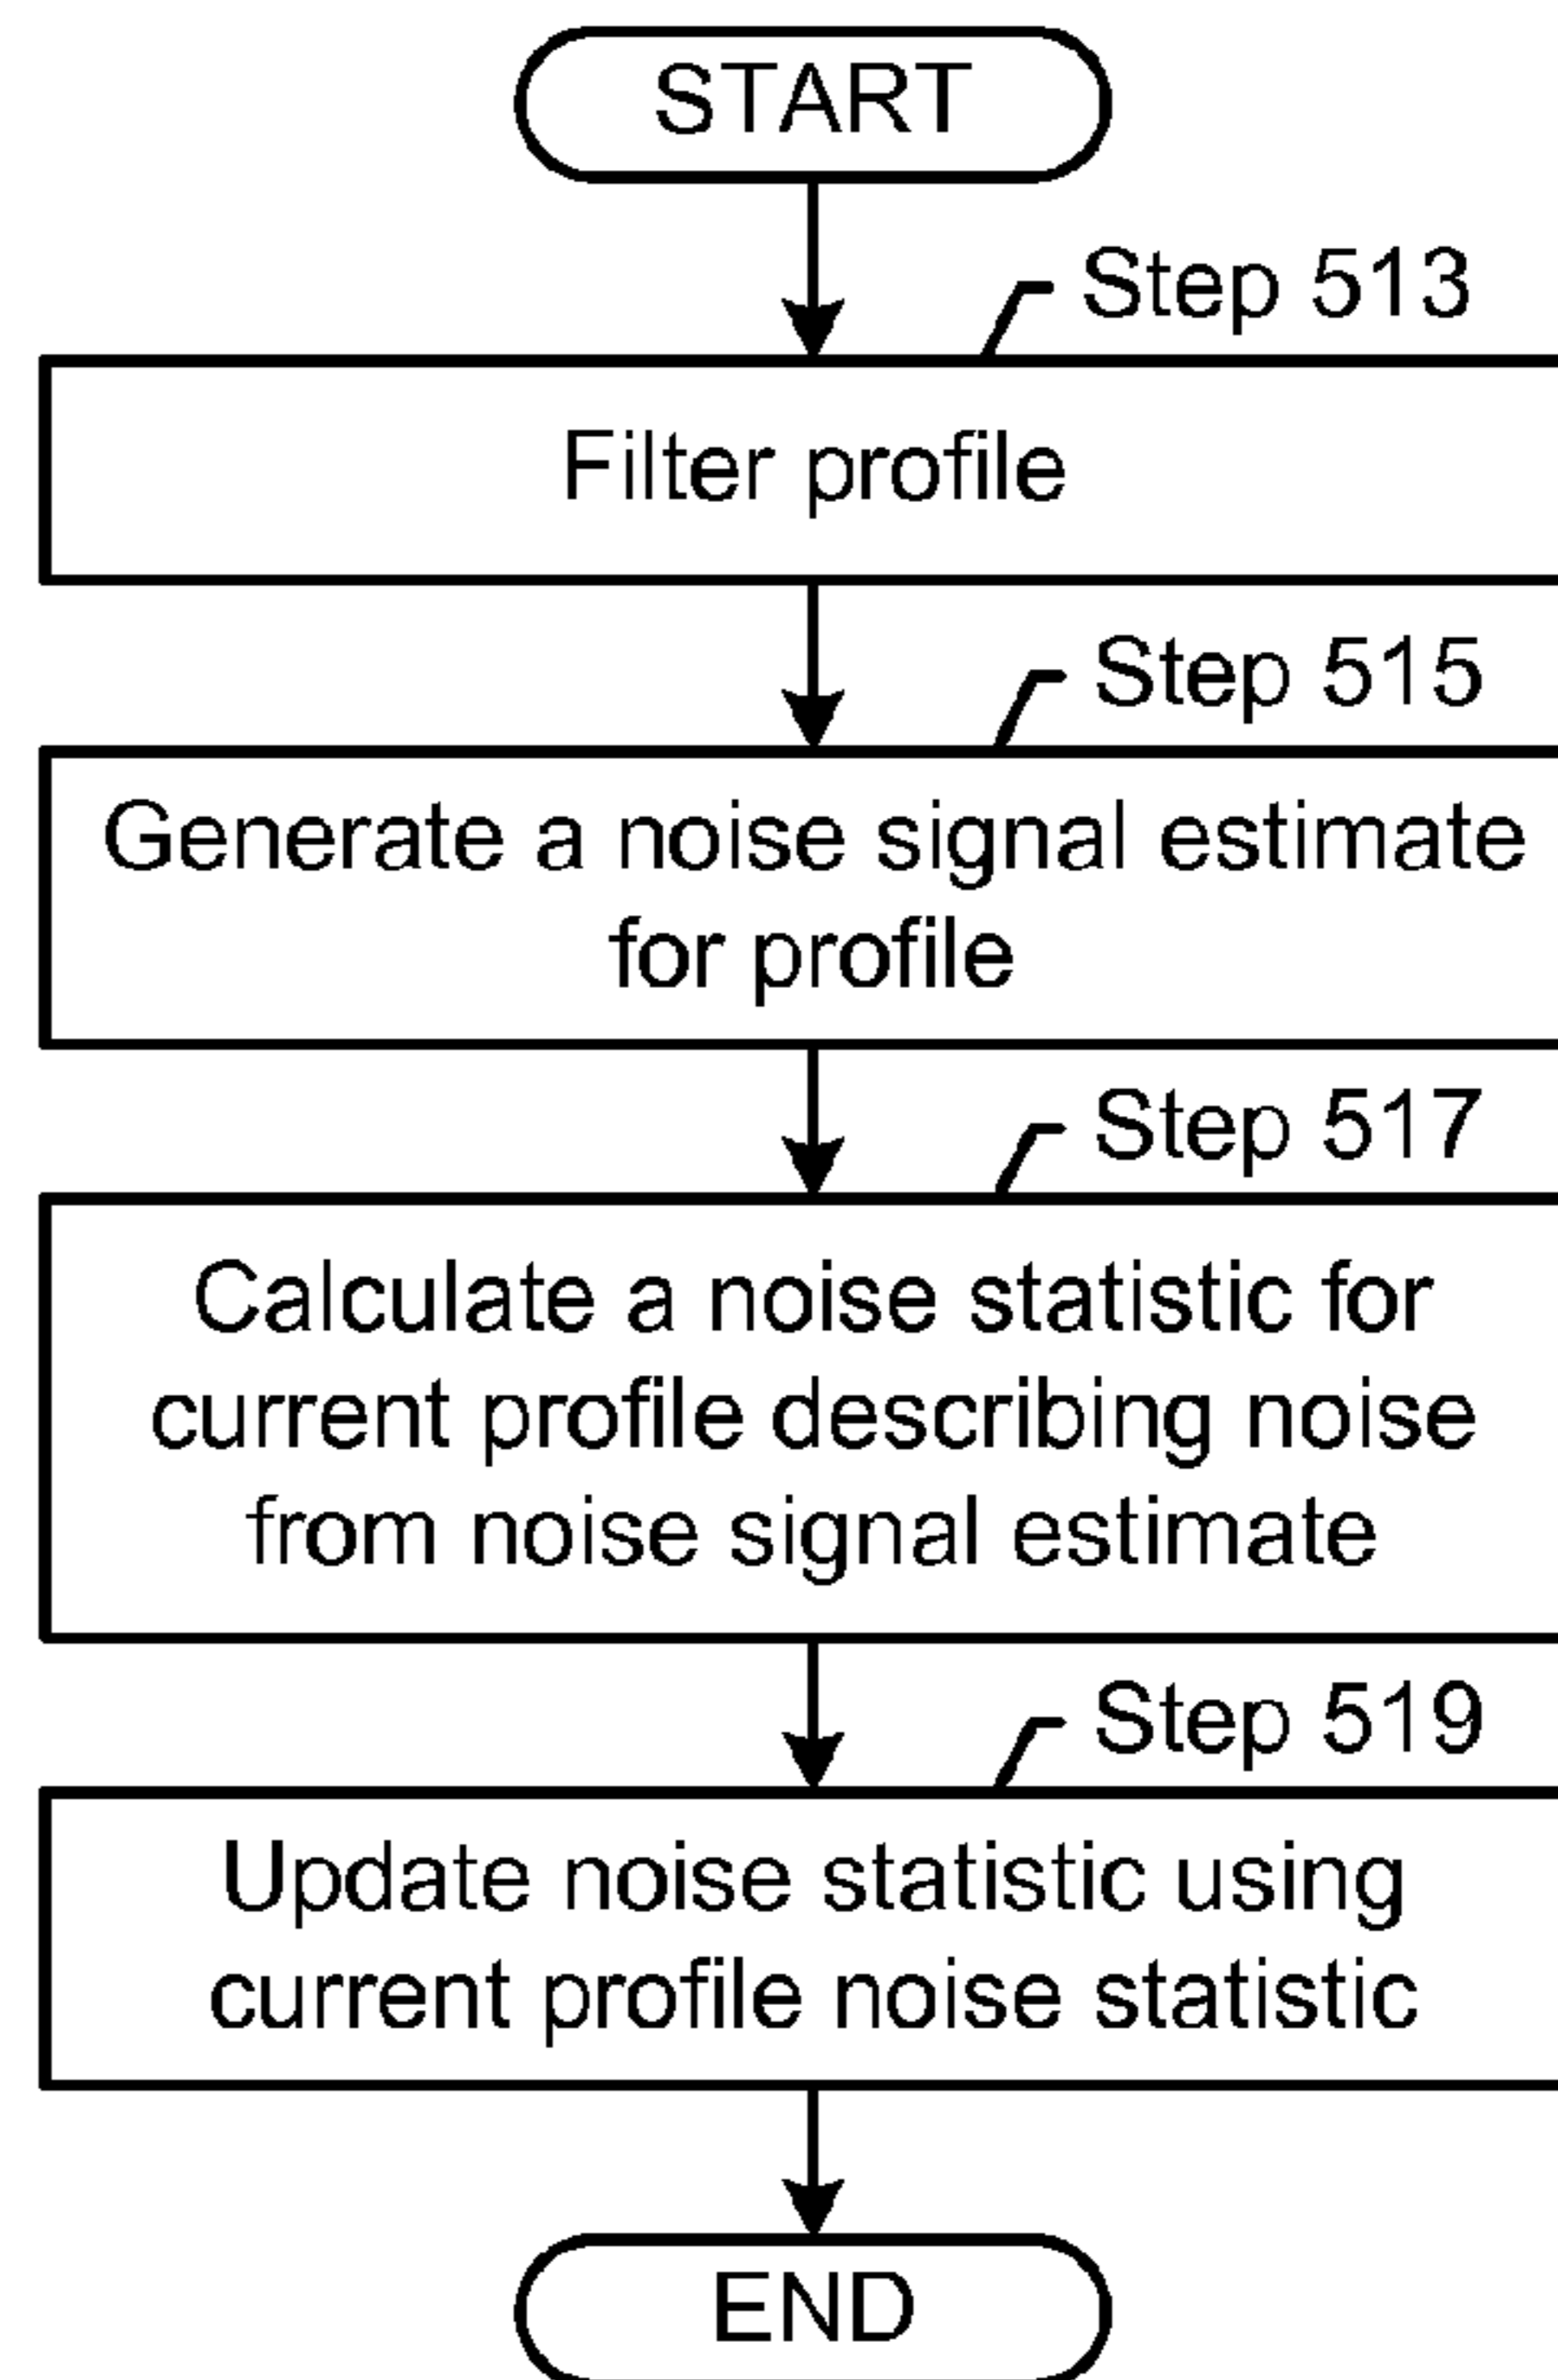 START
Step 513
Filter profile
Step 515
Generate a noise signal estimate
for profile
Step 517
Calculate a noise statistic for
current profile describing noise
from noise signal estimate
Step 519
Update noise statistic using
current profile noise statistic
END